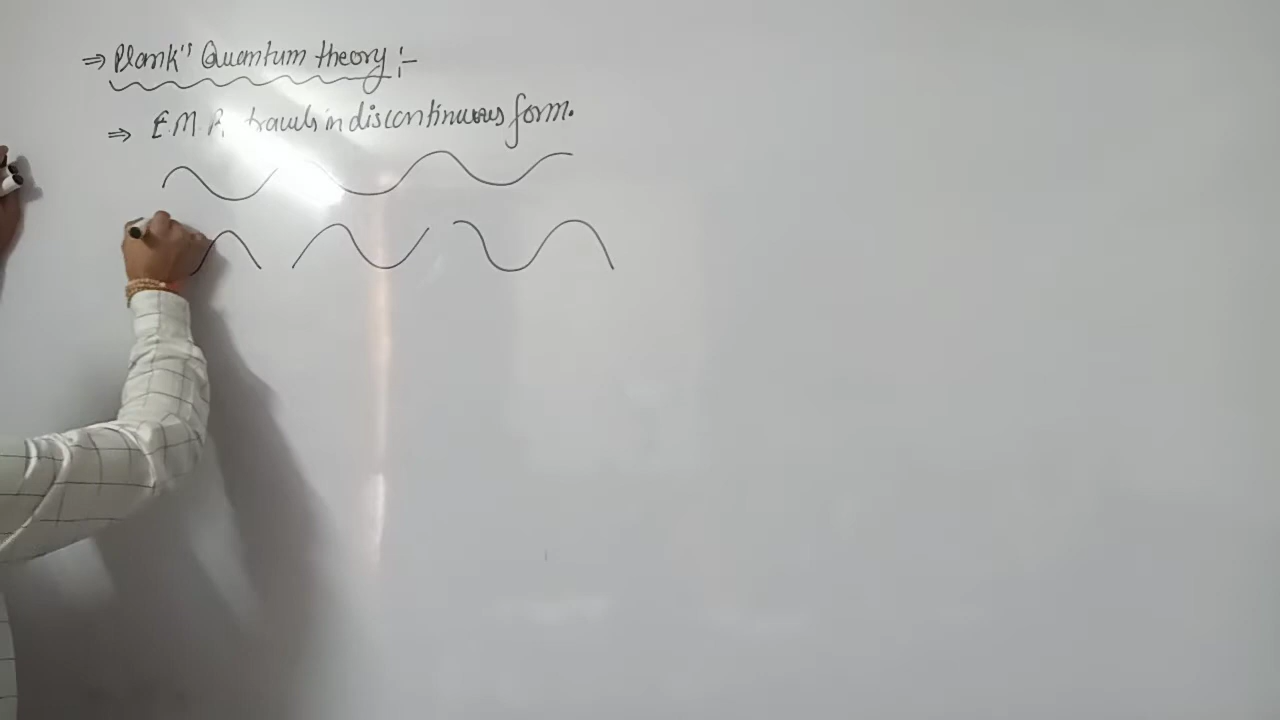 ⇒ Plank's Quantum theory :-
⇒ E.M.R. travels in discontinuous form.